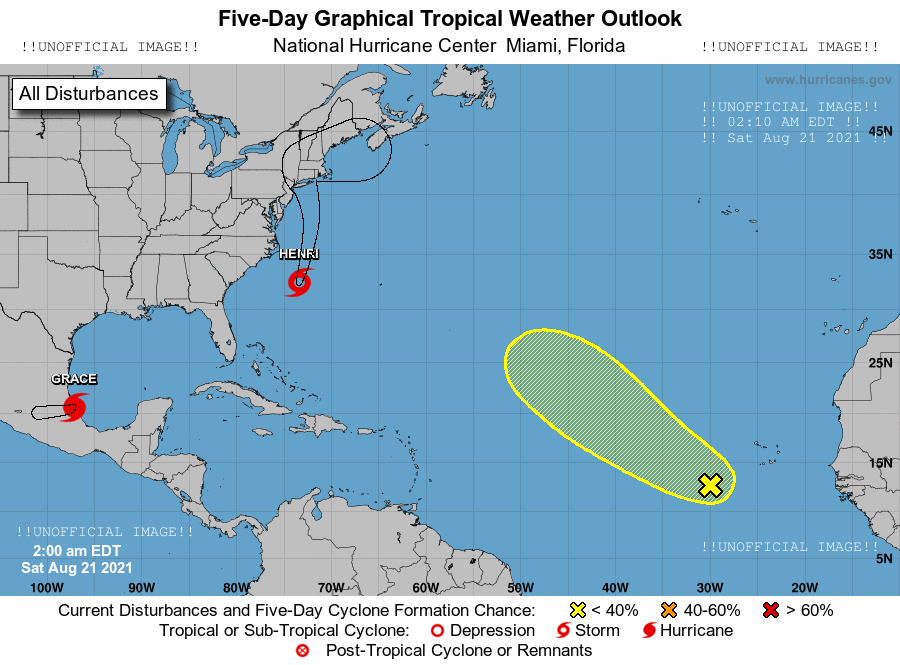 Five-Day Graphical Tropical Weather Outlook
!!UNOFFICIAL IMAGE!! National Hurricane Center Miami, Florida !!UNOFFICIAL IMAGE!!
www.hurricanes.gov
All Disturbances
!!UNOFFICIAL IMAGE!!
!! 02:10 AM EDT !!
!! Sat Aug 21 2021 !!
45N
HENRI
35N
25N
GRACE
15N
!!UNOFFICIAL IMAGE!!
2:00 am EDT
Sat Aug 21 2021
!!UNOFFICIAL IMAGE!!
5N
100W 90W 80W 70W 60W 50W 40W 30W 20W
Current Disturbances and Five-Day Cyclone Formation Chance: < 40% 40-60% > 60%
Tropical or Sub-Tropical Cyclone: Depression Storm Hurricane
Post-Tropical Cyclone or Remnants